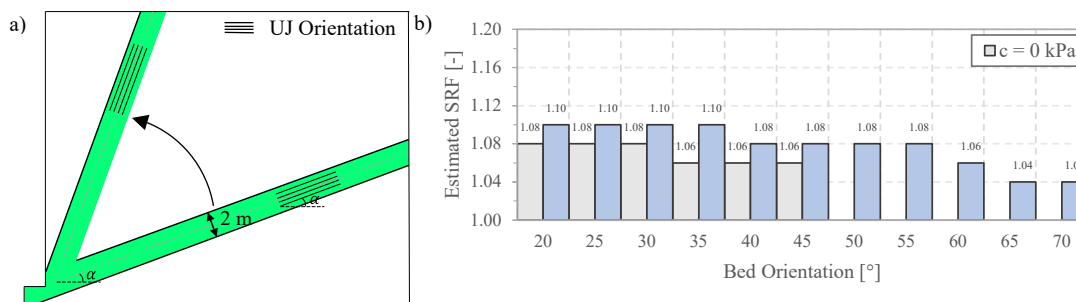 a)
UJ Orientation
α
2 m
α
b)
Estimated SRF [-]
1.20
1.16
1.12
1.08
1.04
1.00
c = 0 kPa
1.08 1.10 1.08 1.10 1.08 1.10 1.06 1.10 1.06 1.08 1.06 1.08 1.08 1.08 1.06 1.04
20 25 30 35 40 45 50 55 60 65 70
Bed Orientation [°]